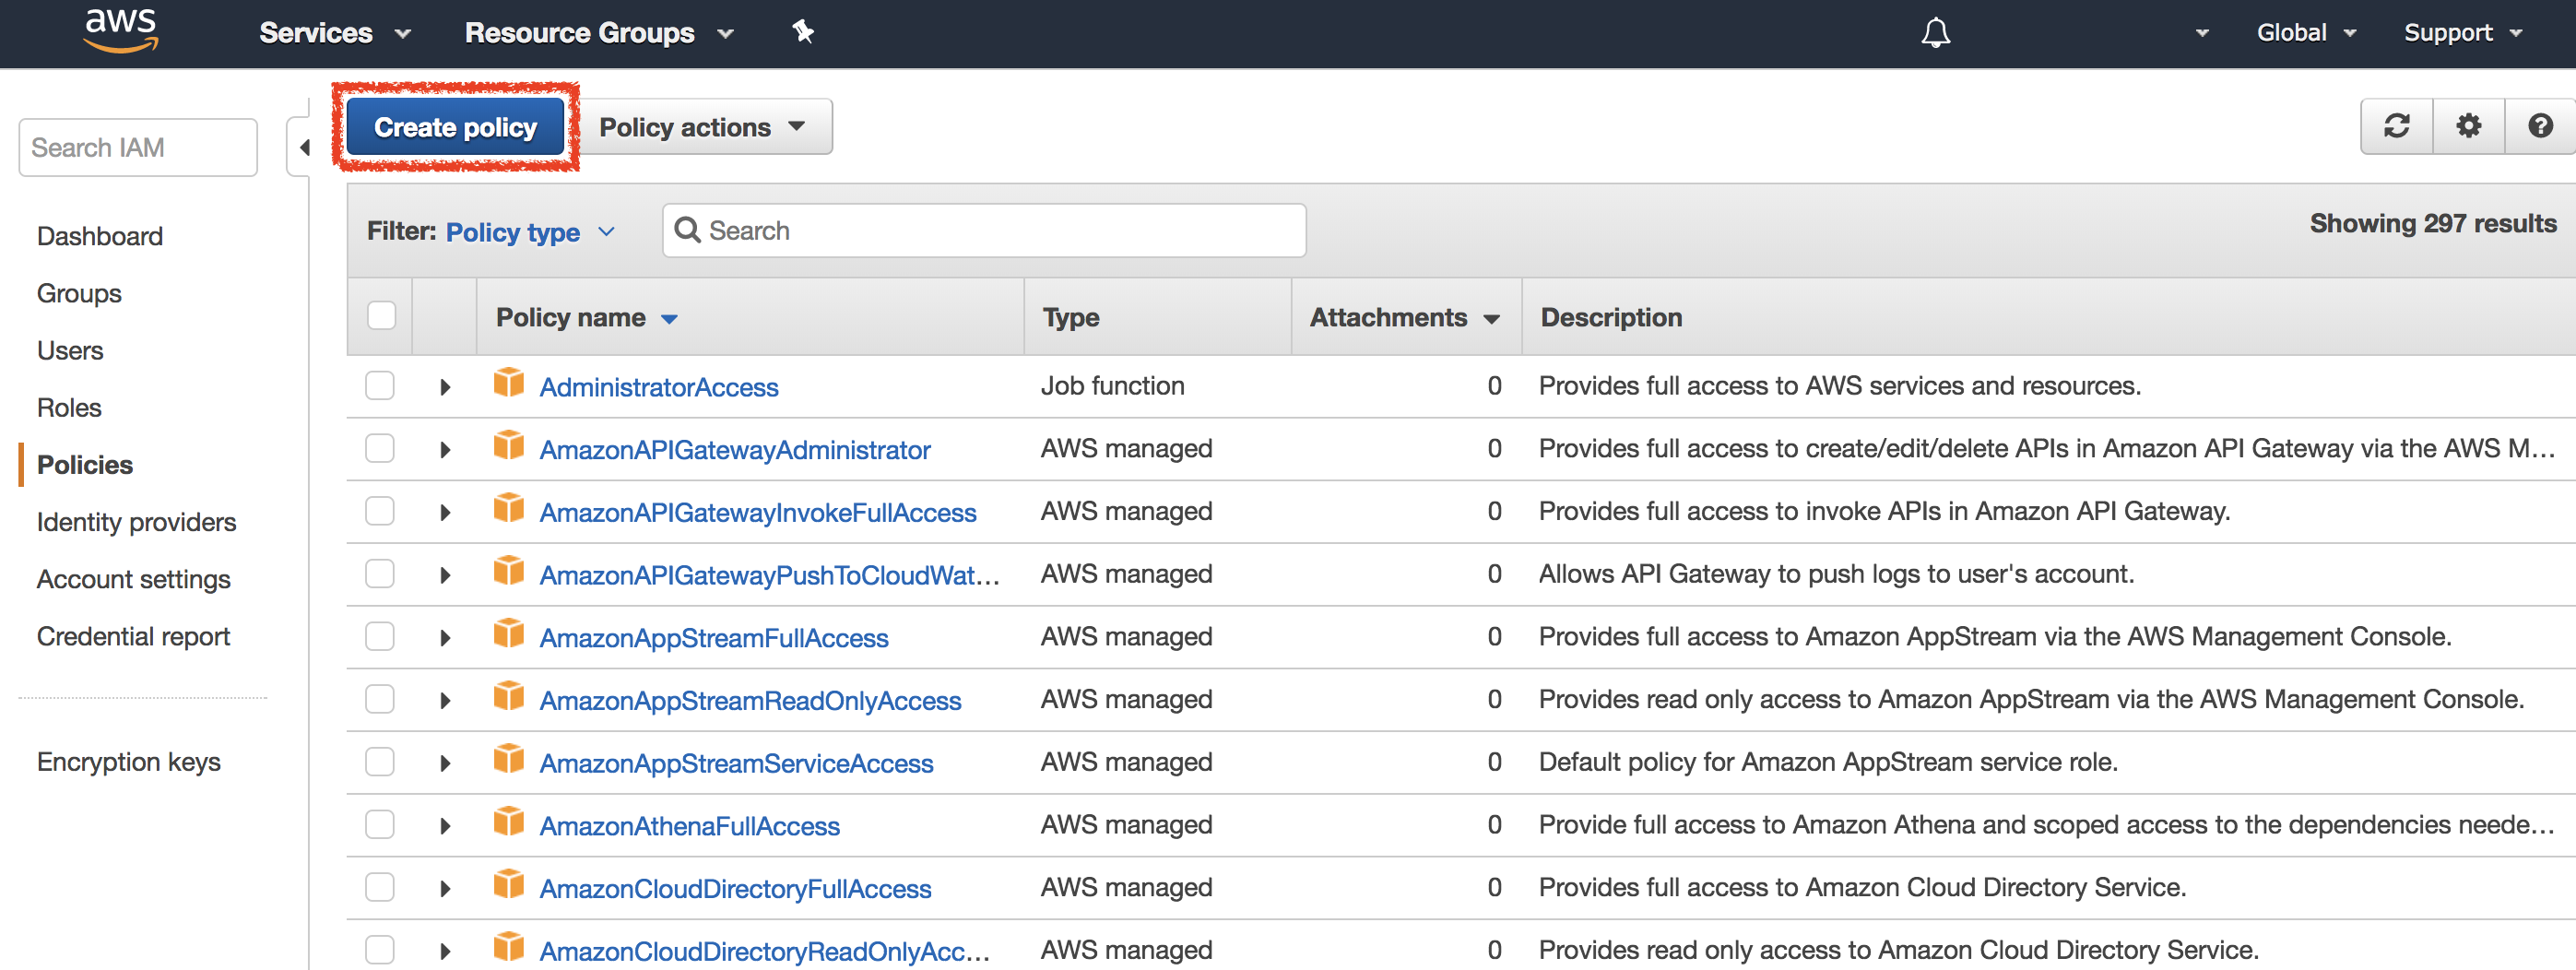 aws Services Resource Groups Global Support
Create policy Policy actions
Search IAM
Dashboard
Groups
Users
Roles
Policies
Identity providers
Account settings
Credential report
Encryption keys
Filter: Policy type Search Showing 297 results
Policy name Type Attachments Description
AdministratorAccess Job function 0 Provides full access to AWS services and resources.
AmazonAPIGatewayAdministrator AWS managed 0 Provides full access to create/edit/delete APIs in Amazon API Gateway via the AWS M...
AmazonAPIGatewayInvokeFullAccess AWS managed 0 Provides full access to invoke APIs in Amazon API Gateway.
AmazonAPIGatewayPushToCloudWat... AWS managed 0 Allows API Gateway to push logs to user's account.
AmazonAppStreamFullAccess AWS managed 0 Provides full access to Amazon AppStream via the AWS Management Console.
AmazonAppStreamReadOnlyAccess AWS managed 0 Provides read only access to Amazon AppStream via the AWS Management Console.
AmazonAppStreamServiceAccess AWS managed 0 Default policy for Amazon AppStream service role.
AmazonAthenaFullAccess AWS managed 0 Provide full access to Amazon Athena and scoped access to the dependencies neede...
AmazonCloudDirectoryFullAccess AWS managed 0 Provides full access to Amazon Cloud Directory Service.
AmazonCloudDirectoryReadOnlyAcc... AWS managed 0 Provides read only access to Amazon Cloud Directory Service.